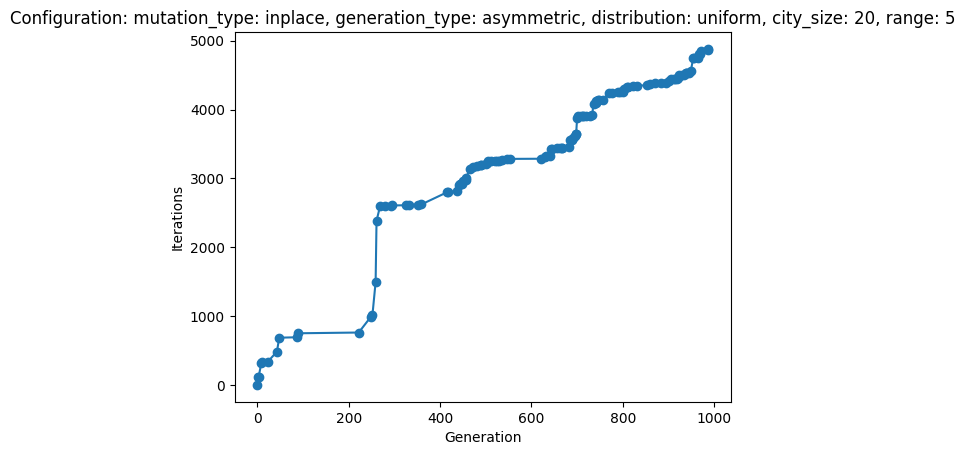 Configuration: mutation_type: inplace, generation_type: asymmetric, distribution: uniform, city_size: 20, range: 5
5000
4000
3000
2000
1000
0
Iterations
0 200 400 600 800 1000
Generation